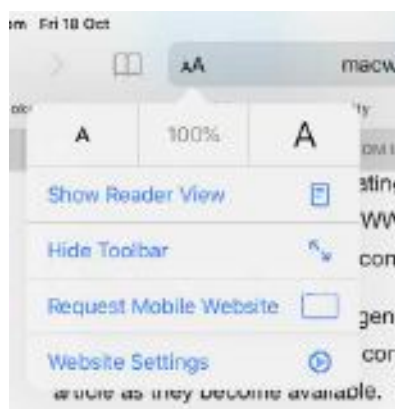 om Fri 18 Oct
AA macw
A 100% A
Show Reader View
Hide Toolbar
Request Mobile Website
Website Settings
article as they become available.